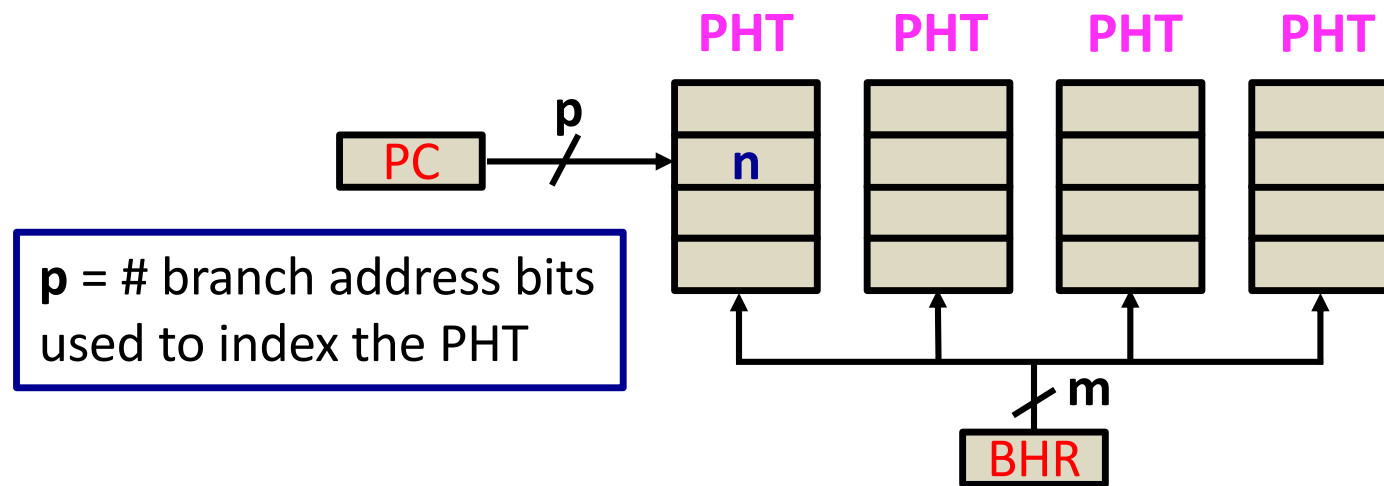 PHT PHT PHT PHT
p
PC
n
p = # branch address bits
used to index the PHT
m
BHR